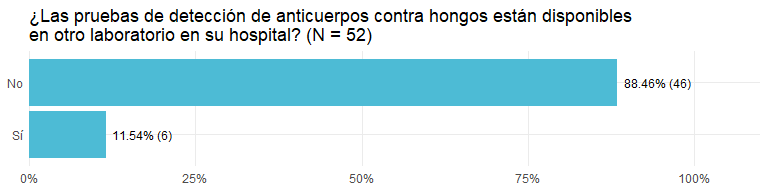 ¿Las pruebas de detección de anticuerpos contra hongos están disponibles
en otro laboratorio en su hospital? (N = 52)
No
88.46% (46)
Sí
11.54% (6)
0%
25%
50%
75%
100%